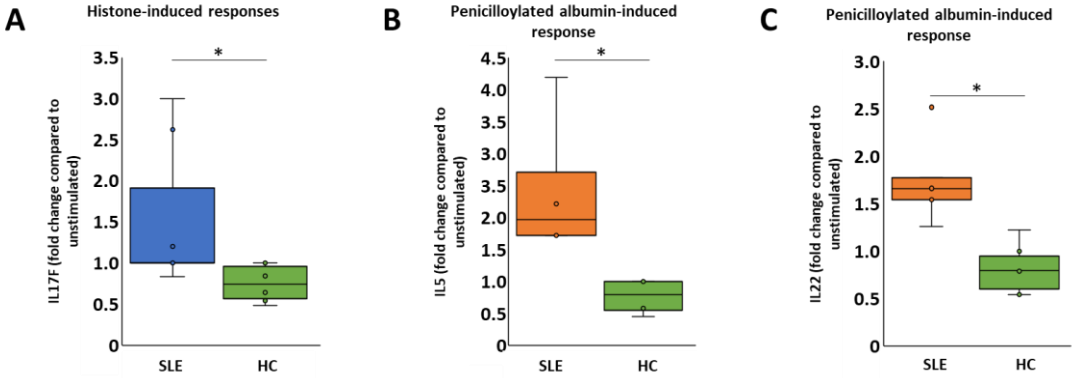 A
Histone-induced responses
*
IL17F (fold change compared to
unstimulated)
3.5
3.0
2.5
2.0
1.5
1.0
0.5
0
SLE
HC
B
Penicilloylated albumin-induced
response
*
IL5 (fold change compared to
unstimulated)
4.5
4.0
3.5
3.0
2.5
2.0
1.5
1.0
0.5
0
SLE
HC
C
Penicilloylated albumin-induced
response
*
IL22 (fold change compared to
unstimulated)
3.0
2.5
2.0
1.5
1.0
0.5
0
SLE
HC